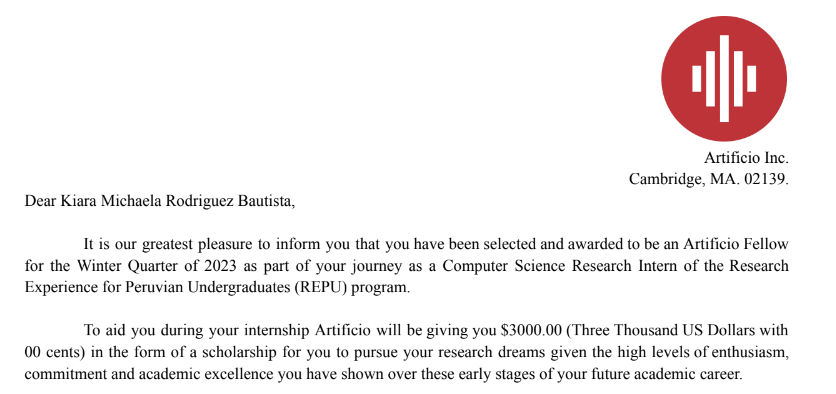 Artificio Inc.
Cambridge, MA. 02139.
Dear Kiara Michaela Rodriguez Bautista,
It is our greatest pleasure to inform you that you have been selected and awarded to be an Artificio Fellow
for the Winter Quarter of 2023 as part of your journey as a Computer Science Research Intern of the Research
Experience for Peruvian Undergraduates (REPU) program.
To aid you during your internship Artificio will be giving you $3000.00 (Three Thousand US Dollars with
00 cents) in the form of a scholarship for you to pursue your research dreams given the high levels of enthusiasm,
commitment and academic excellence you have shown over these early stages of your future academic career.